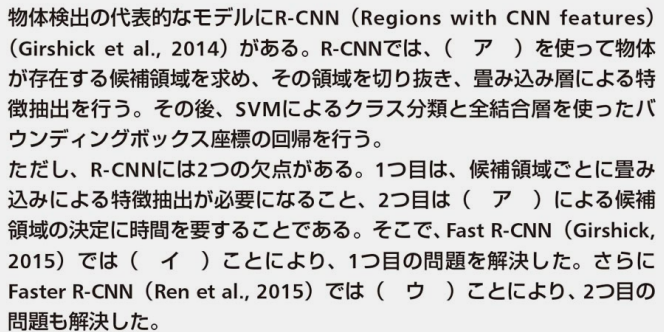 物体検出の代表的なモデルにR-CNN（Regions with CNN features）
（Girshick et al., 2014）がある。R-CNNでは、（　ア　）を使って物体
が存在する候補領域を求め、その領域を切り抜き、畳み込み層による特
徴抽出を行う。その後、SVMによるクラス分類と全結合層を使ったバ
ウンディングボックス座標の回帰を行う。
ただし、R-CNNには2つの欠点がある。1つ目は、候補領域ごとに畳み
込みによる特徴抽出が必要になること、2つ目は（　ア　）による候補
領域の決定に時間を要することである。そこで、Fast R-CNN（Girshick,
2015）では（　イ　）ことにより、1つ目の問題を解決した。さらに
Faster R-CNN（Ren et al., 2015）では（　ウ　）ことにより、2つ目の
問題も解決した。